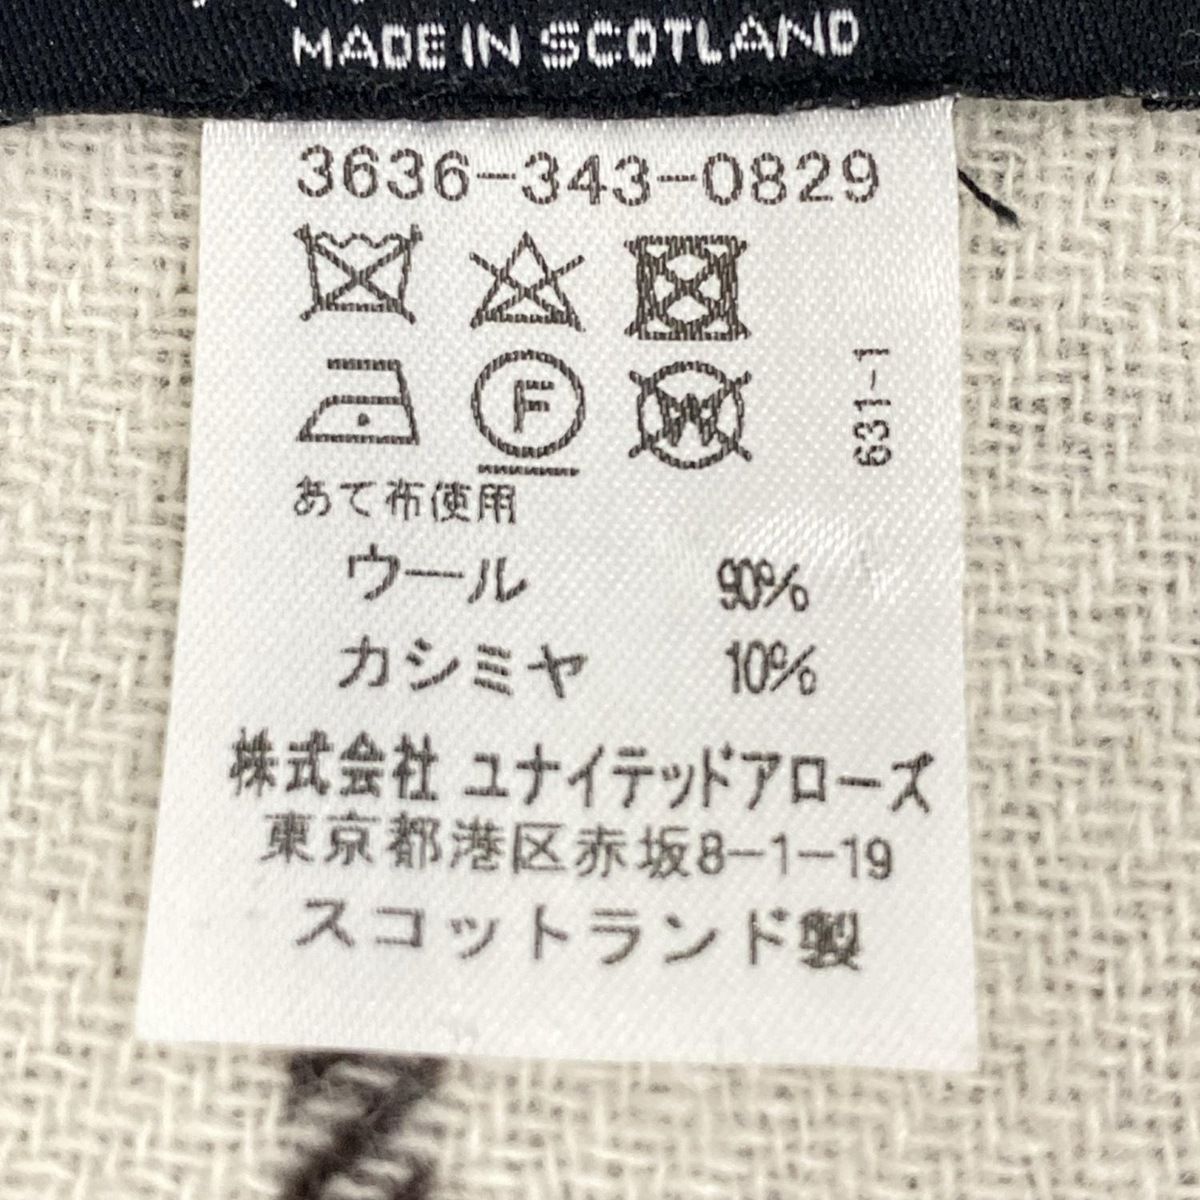 MADE IN SCOTLAND
3636-343-0829
F
W
631-1
あて布使用
ウール 90%
カシミヤ 10%
株式会社 ユナイテッドアローズ
東京都港区赤坂8-1-19
スコットランド製